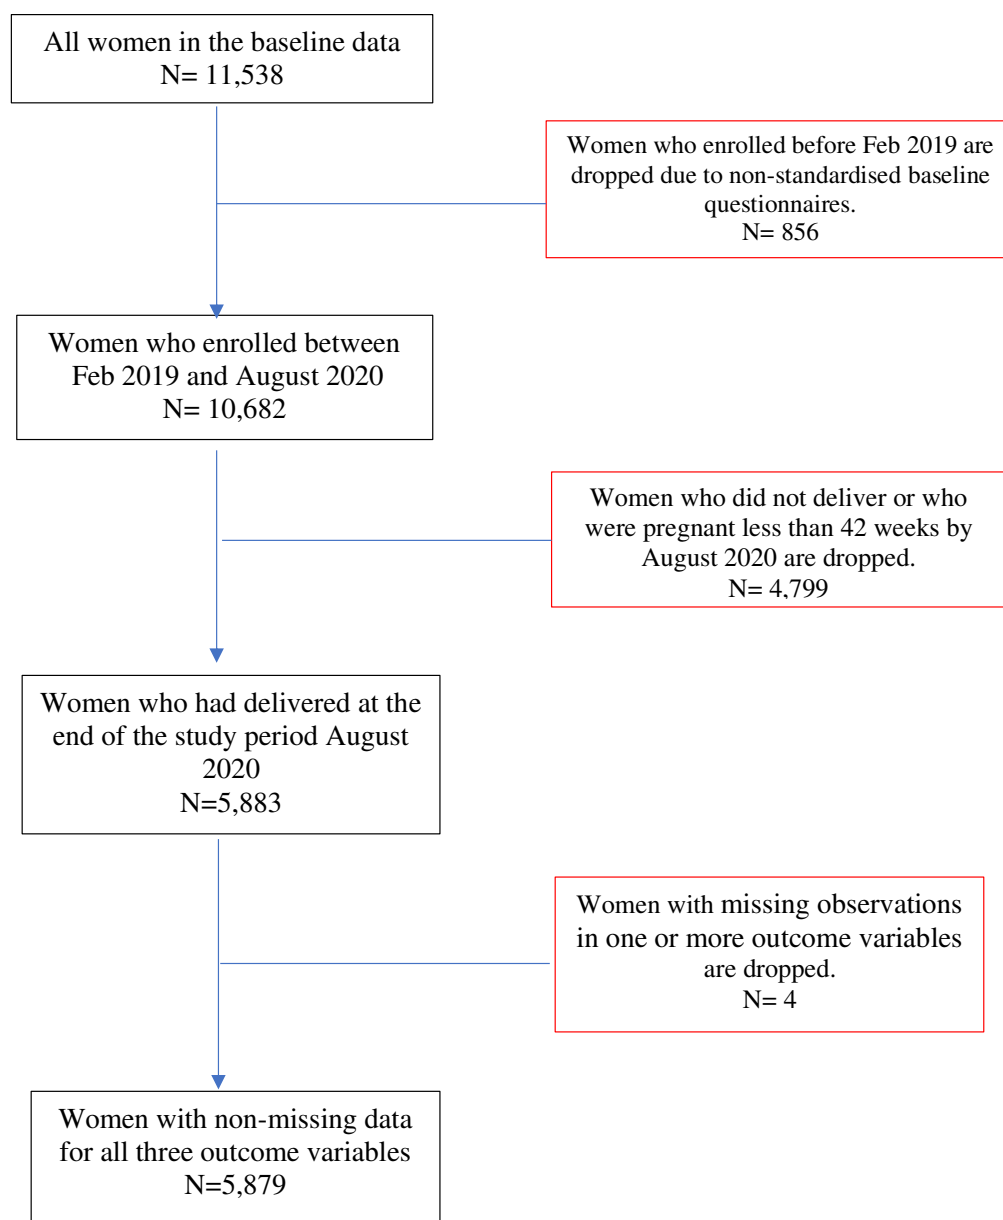 All women in the baseline data
N= 11,538
Women who enrolled before Feb 2019 are
dropped due to non-standardised baseline
questionnaires.
N= 856
Women who enrolled between
Feb 2019 and August 2020
N= 10,682
Women who did not deliver or who
were pregnant less than 42 weeks by
August 2020 are dropped.
N= 4,799
Women who had delivered at the
end of the study period August
2020
N=5,883
Women with missing observations
in one or more outcome variables
are dropped.
N= 4
Women with non-missing data
for all three outcome variables
N=5,879